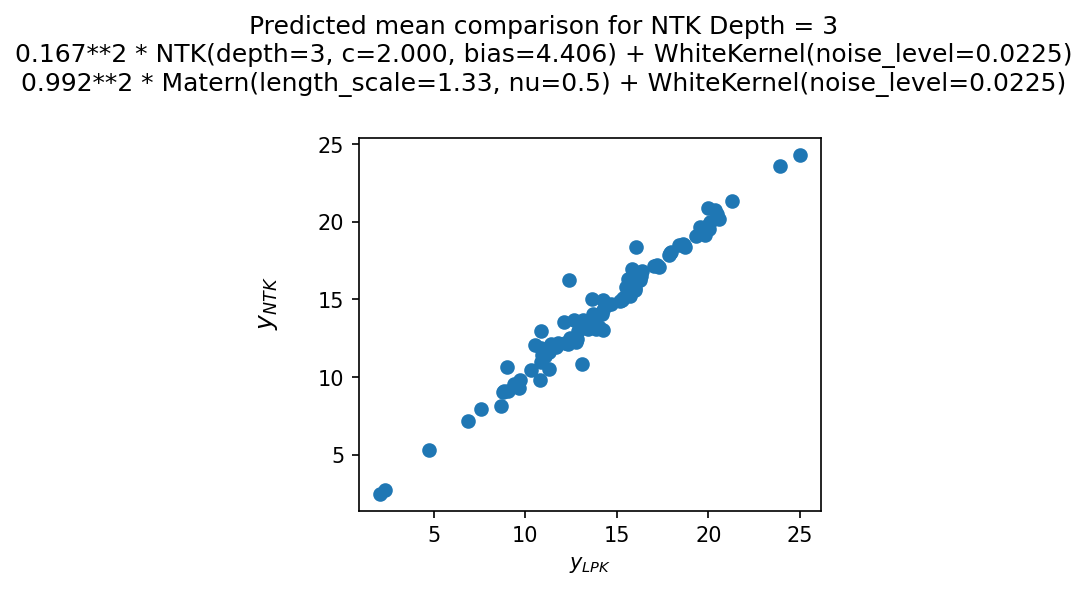 Predicted mean comparison for NTK Depth = 3
0.167**2 * NTK(depth=3, c=2.000, bias=4.406) + WhiteKernel(noise_level=0.0225)
0.992**2 * Matern(length_scale=1.33, nu=0.5) + WhiteKernel(noise_level=0.0225)
25
20
15
10
5
y_NTK
5 10 15 20 25
y_LPK